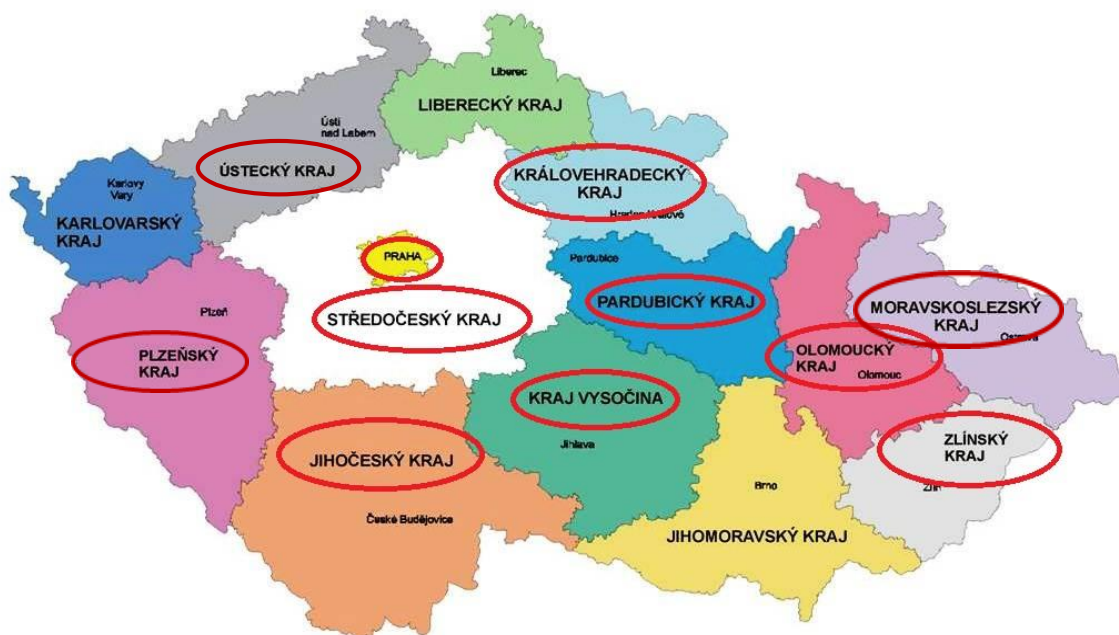 Liberec
LIBERECKÝ KRAJ
Ústí
nad Labem
ÚSTECKÝ KRAJ
KRÁLOVEHRADECKÝ
KRAJ
Hradec Králové
Karlovy
Vary
KARLOVARSKÝ
KRAJ
PRAHA
Pardubice
PARDUBICKÝ KRAJ
MORAVSKOSLEZSKÝ
KRAJ
Ostrava
Plzeň
STŘEDOČESKÝ KRAJ
PLZEŇSKÝ
KRAJ
OLOMOUCKÝ
KRAJ
Olomouc
KRAJ VYSOČINA
Jihlava
ZLÍNSKÝ
KRAJ
Zlín
JIHOČESKÝ KRAJ
Brno
České Budějovice
JIHOMORAVSKÝ KRAJ